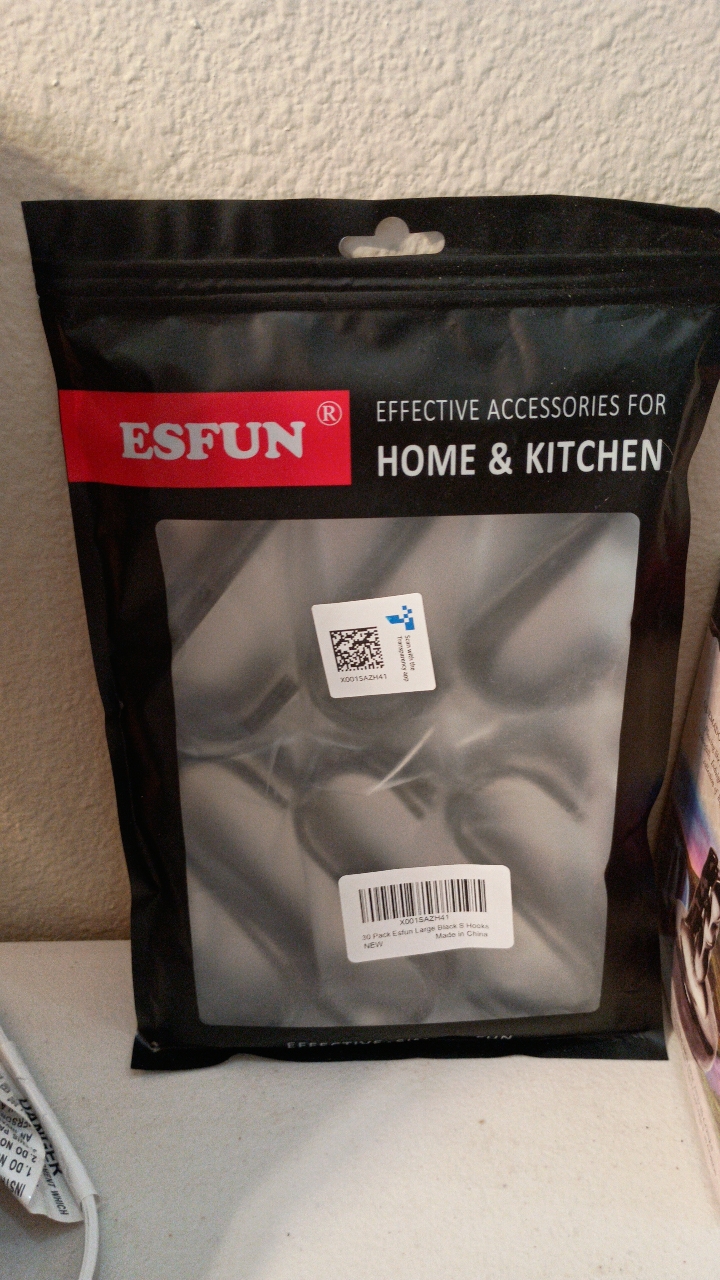 ESFUN®
EFFECTIVE ACCESSORIES FOR
HOME & KITCHEN
Scan with the
Transparency app
X001SAZH41
X001SAZH41
30 Pack Esfun Large Black S Hooks
NEW
Made in China
DANGER